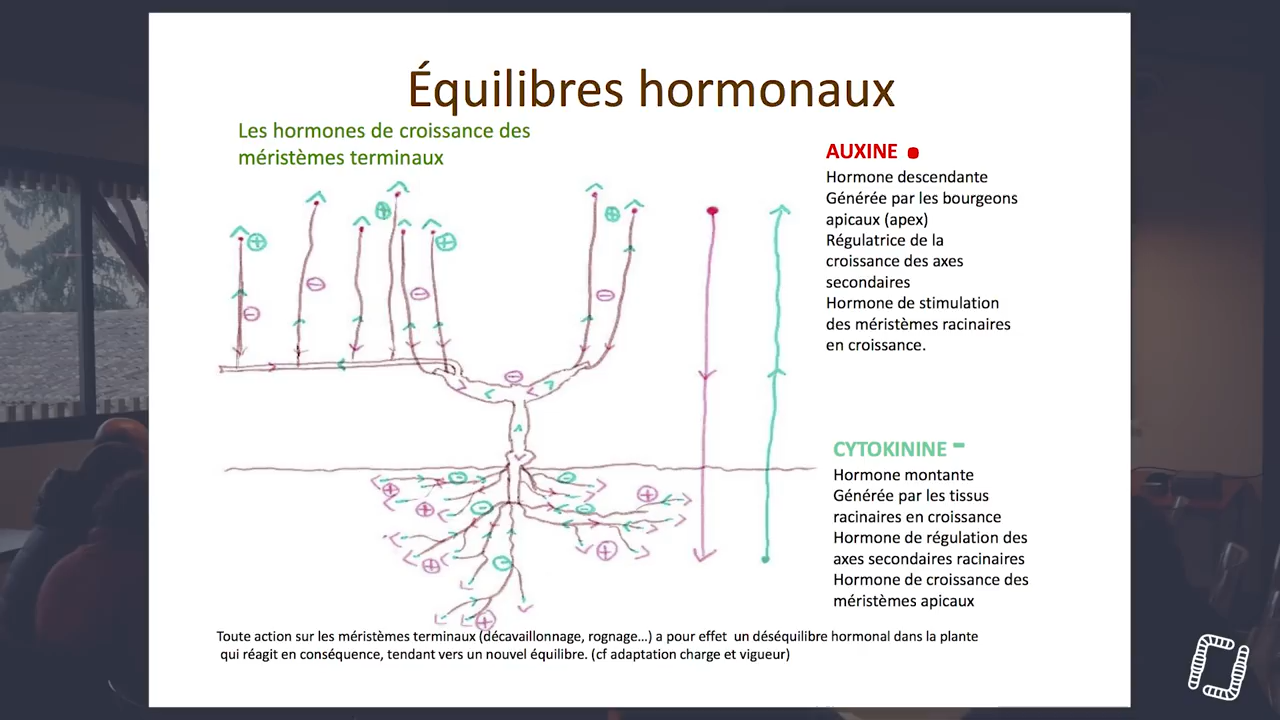 Équilibres hormonaux
Les hormones de croissance des
méristèmes terminaux
AUXINE
Hormone descendante
Générée par les bourgeons
apicaux (apex)
Régulatrice de la
croissance des axes
secondaires
Hormone de stimulation
des méristèmes racinaires
en croissance.
CYTOKININE
Hormone montante
Générée par les tissus
racinaires en croissance
Hormone de régulation des
axes secondaires racinaires
Hormone de croissance des
méristèmes apicaux
Toute action sur les méristèmes terminaux (décavaillonnage, rognage...) a pour effet un déséquilibre hormonal dans la plante
qui réagit en conséquence, tendant vers un nouvel équilibre. (cf adaptation charge et vigueur)